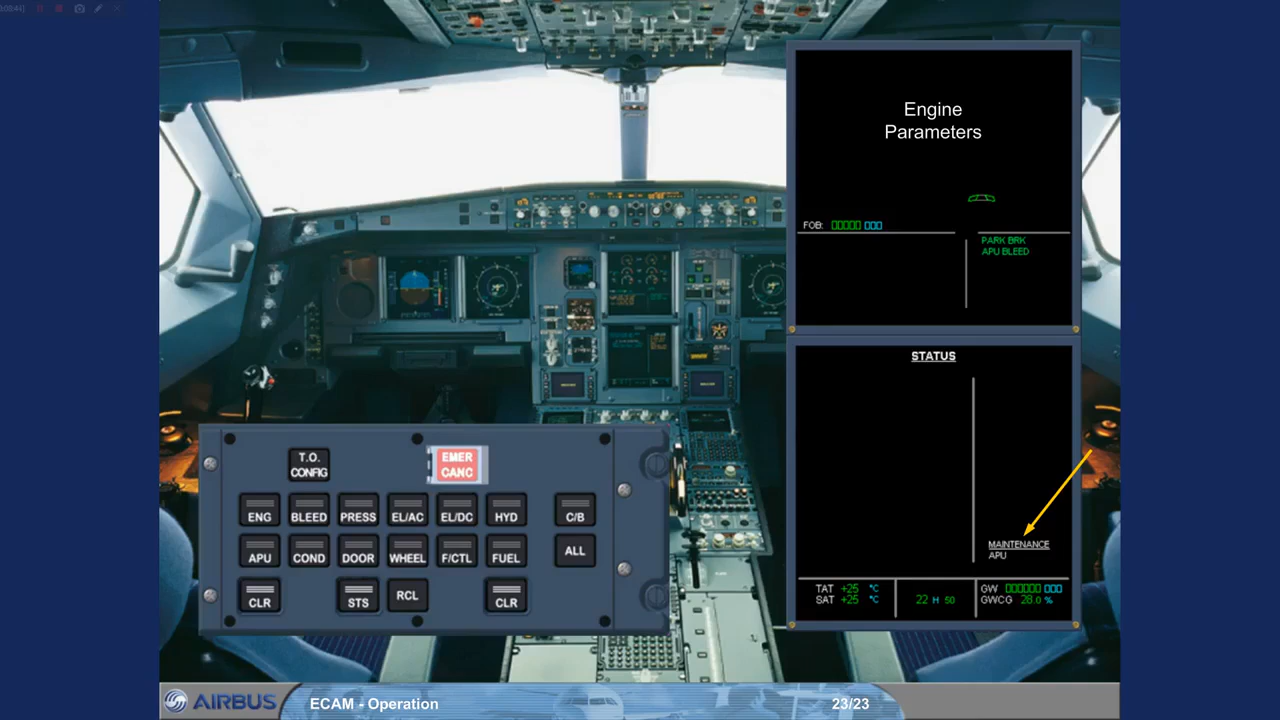 Engine
Parameters
FOB:
PARK BRK
APU BLEED
STATUS
MAINTENANCE
APU
TAT +25 °C
SAT +25 °C
22 H 50
GW
GWCG 28.0 %
T.O.
CONFIG
EMER
CANC
ENG BLEED PRESS EL/AC EL/DC HYD C/B
APU COND DOOR WHEEL F/CTL FUEL ALL
CLR STS RCL CLR
AIRBUS
ECAM - Operation
23/23